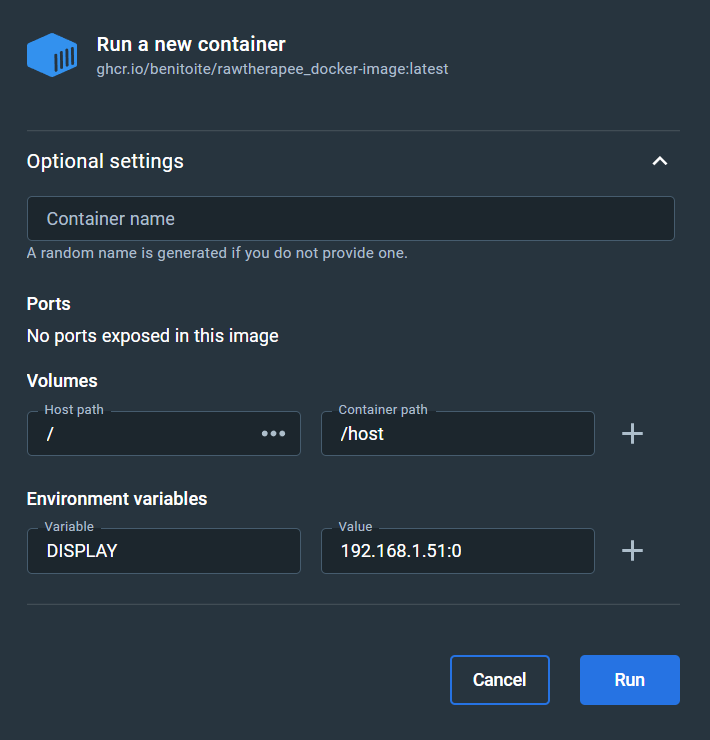 Run a new container
ghcr.io/benitoite/rawtherapee_docker-image:latest
Optional settings
Container name
A random name is generated if you do not provide one.
Ports
No ports exposed in this image
Volumes
Host path
/
Container path
/host
Environment variables
Variable
DISPLAY
Value
192.168.1.51:0
Cancel
Run